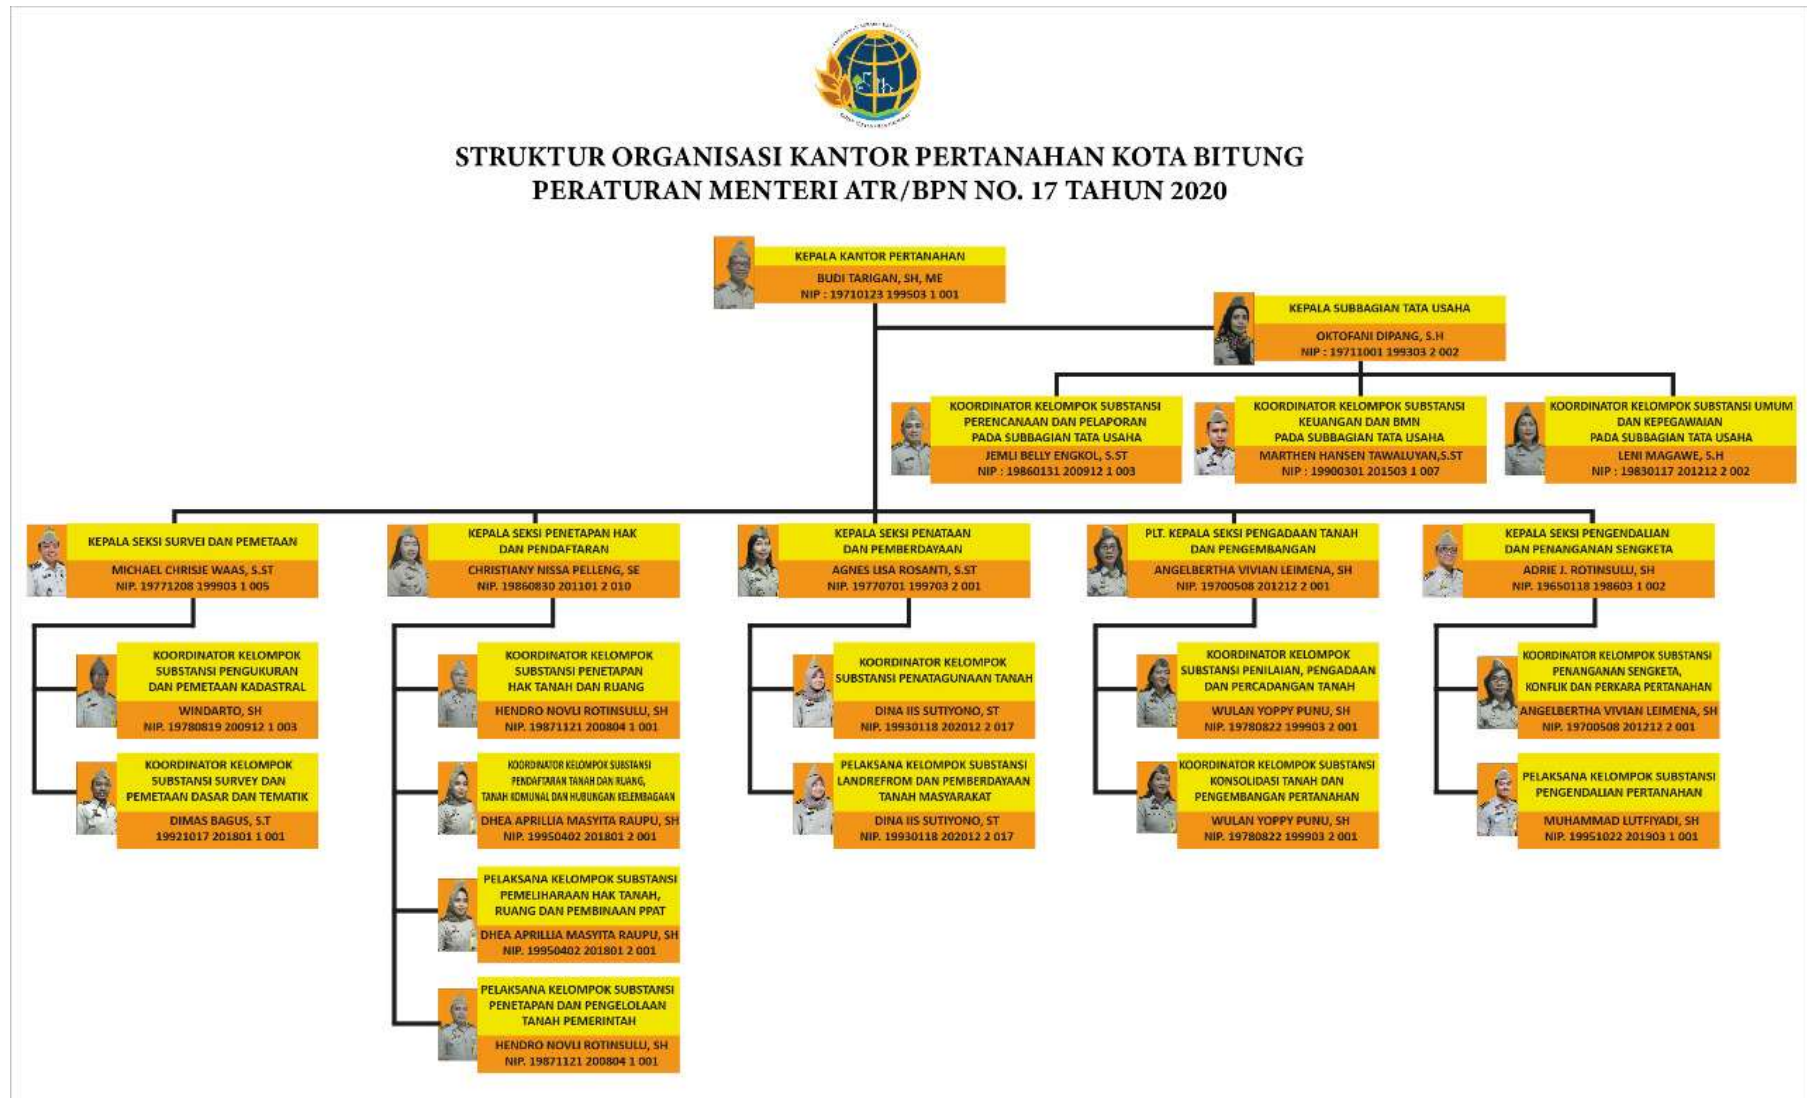 STRUKTUR ORGANISASI KANTOR PERTANAHAN KOTA BITUNG
PERATURAN MENTERI ATR/BPN NO. 17 TAHUN 2020
KEPALA KANTOR PERTANAHAN
BUDI TARIGAN, SH, ME
NIP : 19710123 199503 1 001
KEPALA SUBBAGIAN TATA USAHA
OKTOFANI DIPANG, S.H
NIP : 19711001 199303 2 002
KOORDINATOR KELOMPOK SUBSTANSI
PERENCANAAN DAN PELAPORAN
PADA SUBBAGIAN TATA USAHA
JEMLI BELLY ENGKOL, S.ST
NIP : 19860131 200912 1 003
KOORDINATOR KELOMPOK SUBSTANSI
KEUANGAN DAN BMN
PADA SUBBAGIAN TATA USAHA
MARTHEN HANSEN TAWALUYAN,S.ST
NIP : 19900301 201503 1 007
KOORDINATOR KELOMPOK SUBSTANSI UMUM
DAN KEPEGAWAIAN
PADA SUBBAGIAN TATA USAHA
LENI MAGAWE, S.H
NIP : 19830117 201212 2 002
KEPALA SEKSI SURVEI DAN PEMETAAN
MICHAEL CHRISJE WAAS, S.ST
NIP. 19771208 199903 1 005
KOORDINATOR KELOMPOK
SUBSTANSI PENGUKURAN
DAN PEMETAAN KADASTRAL
WINDARTO, SH
NIP. 19780819 200912 1 003
KOORDINATOR KELOMPOK
SUBSTANSI SURVEY DAN
PEMETAAN DASAR DAN TEMATIK
DIMAS BAGUS, S.T
19921017 201801 1 001
KEPALA SEKSI PENETAPAN HAK
DAN PENDAFTARAN
CHRISTIANY NISSA PELLENG, SE
NIP. 19860830 201101 2 010
KOORDINATOR KELOMPOK
SUBSTANSI PENETAPAN
HAK TANAH DAN RUANG
HENDRO NOVLI ROTINSULU, SH
NIP. 19871121 200804 1 001
KOORDINATOR KELOMPOK SUBSTANSI
PENDAFTARAN TANAH DAN RUANG,
TANAH KOMUNAL DAN HUBUNGAN KELEMBAGAAN
DHEA APRILLIA MASYITA RAUPU, SH
NIP. 19950402 201801 2 001
PELAKSANA KELOMPOK SUBSTANSI
PEMELIHARAAN HAK TANAH,
RUANG DAN PEMBINAAN PPAT
DHEA APRILLIA MASYITA RAUPU, SH
NIP. 19950402 201801 2 001
PELAKSANA KELOMPOK SUBSTANSI
PENETAPAN DAN PENGELOLAAN
TANAH PEMERINTAH
HENDRO NOVLI ROTINSULU, SH
NIP. 19871121 200804 1 001
KEPALA SEKSI PENATAAN
DAN PEMBERDAYAAN
AGNES LISA ROSANTI, S.ST
NIP. 19770701 199703 2 001
KOORDINATOR KELOMPOK
SUBSTANSI PENATAGUNAAN TANAH
DINA IIS SUTIYONO, ST
NIP. 19930118 202012 2 017
PELAKSANA KELOMPOK SUBSTANSI
LANDREFROM DAN PEMBERDAYAAN
TANAH MASYARAKAT
DINA IIS SUTIYONO, ST
NIP. 19930118 202012 2 017
PLT. KEPALA SEKSI PENGADAAN TANAH
DAN PENGEMBANGAN
ANGELBERTHA VIVIAN LEIMENA, SH
NIP. 19700508 201212 2 001
KOORDINATOR KELOMPOK
SUBSTANSI PENILAIAN, PENGADAAN
DAN PERCADANGAN TANAH
WULAN YOPPY PUNU, SH
NIP. 19780822 199903 2 001
KOORDINATOR KELOMPOK SUBSTANSI
KONSOLIDASI TANAH DAN
PENGEMBANGAN PERTANAHAN
WULAN YOPPY PUNU, SH
NIP. 19780822 199903 2 001
KEPALA SEKSI PENGENDALIAN
DAN PENANGANAN SENGKETA
ADRIE J. ROTINSULU, SH
NIP. 19650118 198603 1 002
KOORDINATOR KELOMPOK SUBSTANSI
PENANGANAN SENGKETA,
KONFLIK DAN PERKARA PERTANAHAN
ANGELBERTHA VIVIAN LEIMENA, SH
NIP. 19700508 201212 2 001
PELAKSANA KELOMPOK SUBSTANSI
PENGENDALIAN PERTANAHAN
MUHAMMAD LUTFIYADI, SH
NIP. 19951022 201903 1 001